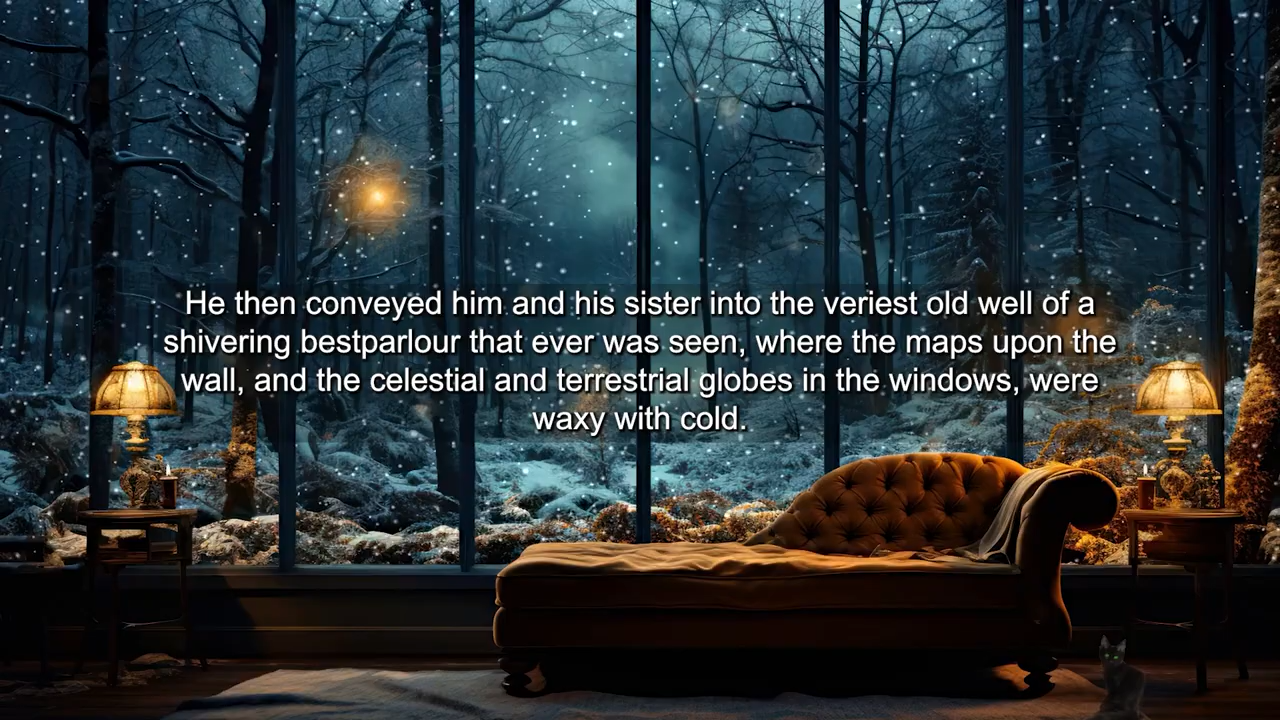 He then conveyed him and his sister into the veriest old well of a
shivering bestparlour that ever was seen, where the maps upon the
wall, and the celestial and terrestrial globes in the windows, were
waxy with cold.